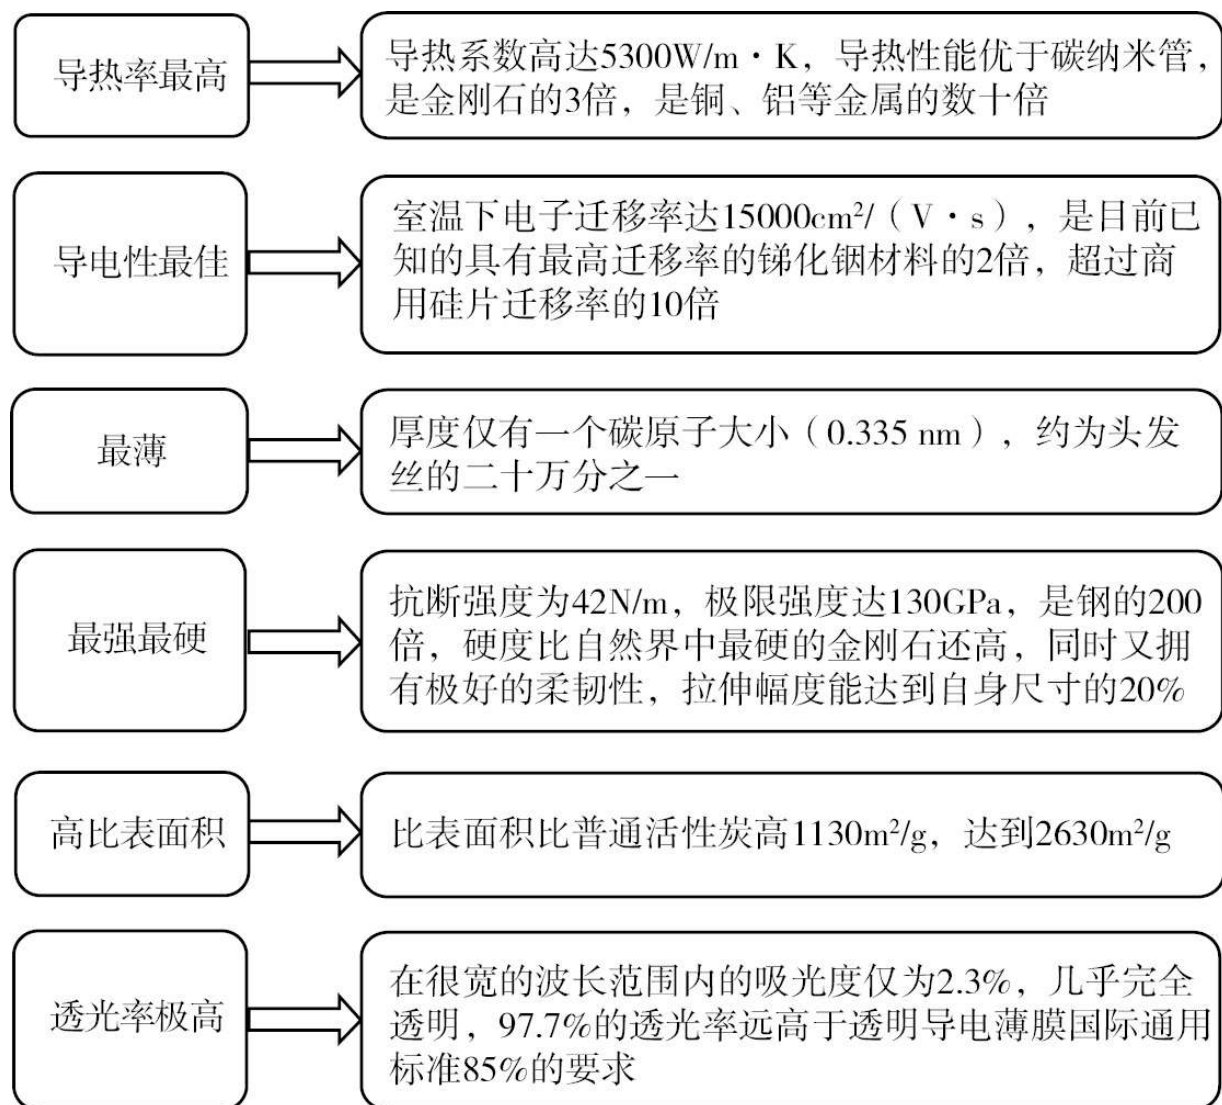 导热率最高
导热系数高达5300W/m·K，导热性能优于碳纳米管，
是金刚石的3倍，是铜、铝等金属的数十倍
导电性最佳
室温下电子迁移率达15000cm²/（V·s），是目前已
知的具有最高迁移率的锑化铟材料的2倍，超过商
用硅片迁移率的10倍
最薄
厚度仅有一个碳原子大小（0.335 nm），约为头发
丝的二十万分之一
最强最硬
抗断强度为42N/m，极限强度达130GPa，是钢的200
倍，硬度比自然界中最硬的金刚石还高，同时又拥
有极好的柔韧性，拉伸幅度能达到自身尺寸的20%
高比表面积
比表面积比普通活性炭高1130m²/g，达到2630m²/g
透光率极高
在很宽的波长范围内的吸光度仅为2.3%，几乎完全
透明，97.7%的透光率远高于透明导电薄膜国际通用
标准85%的要求